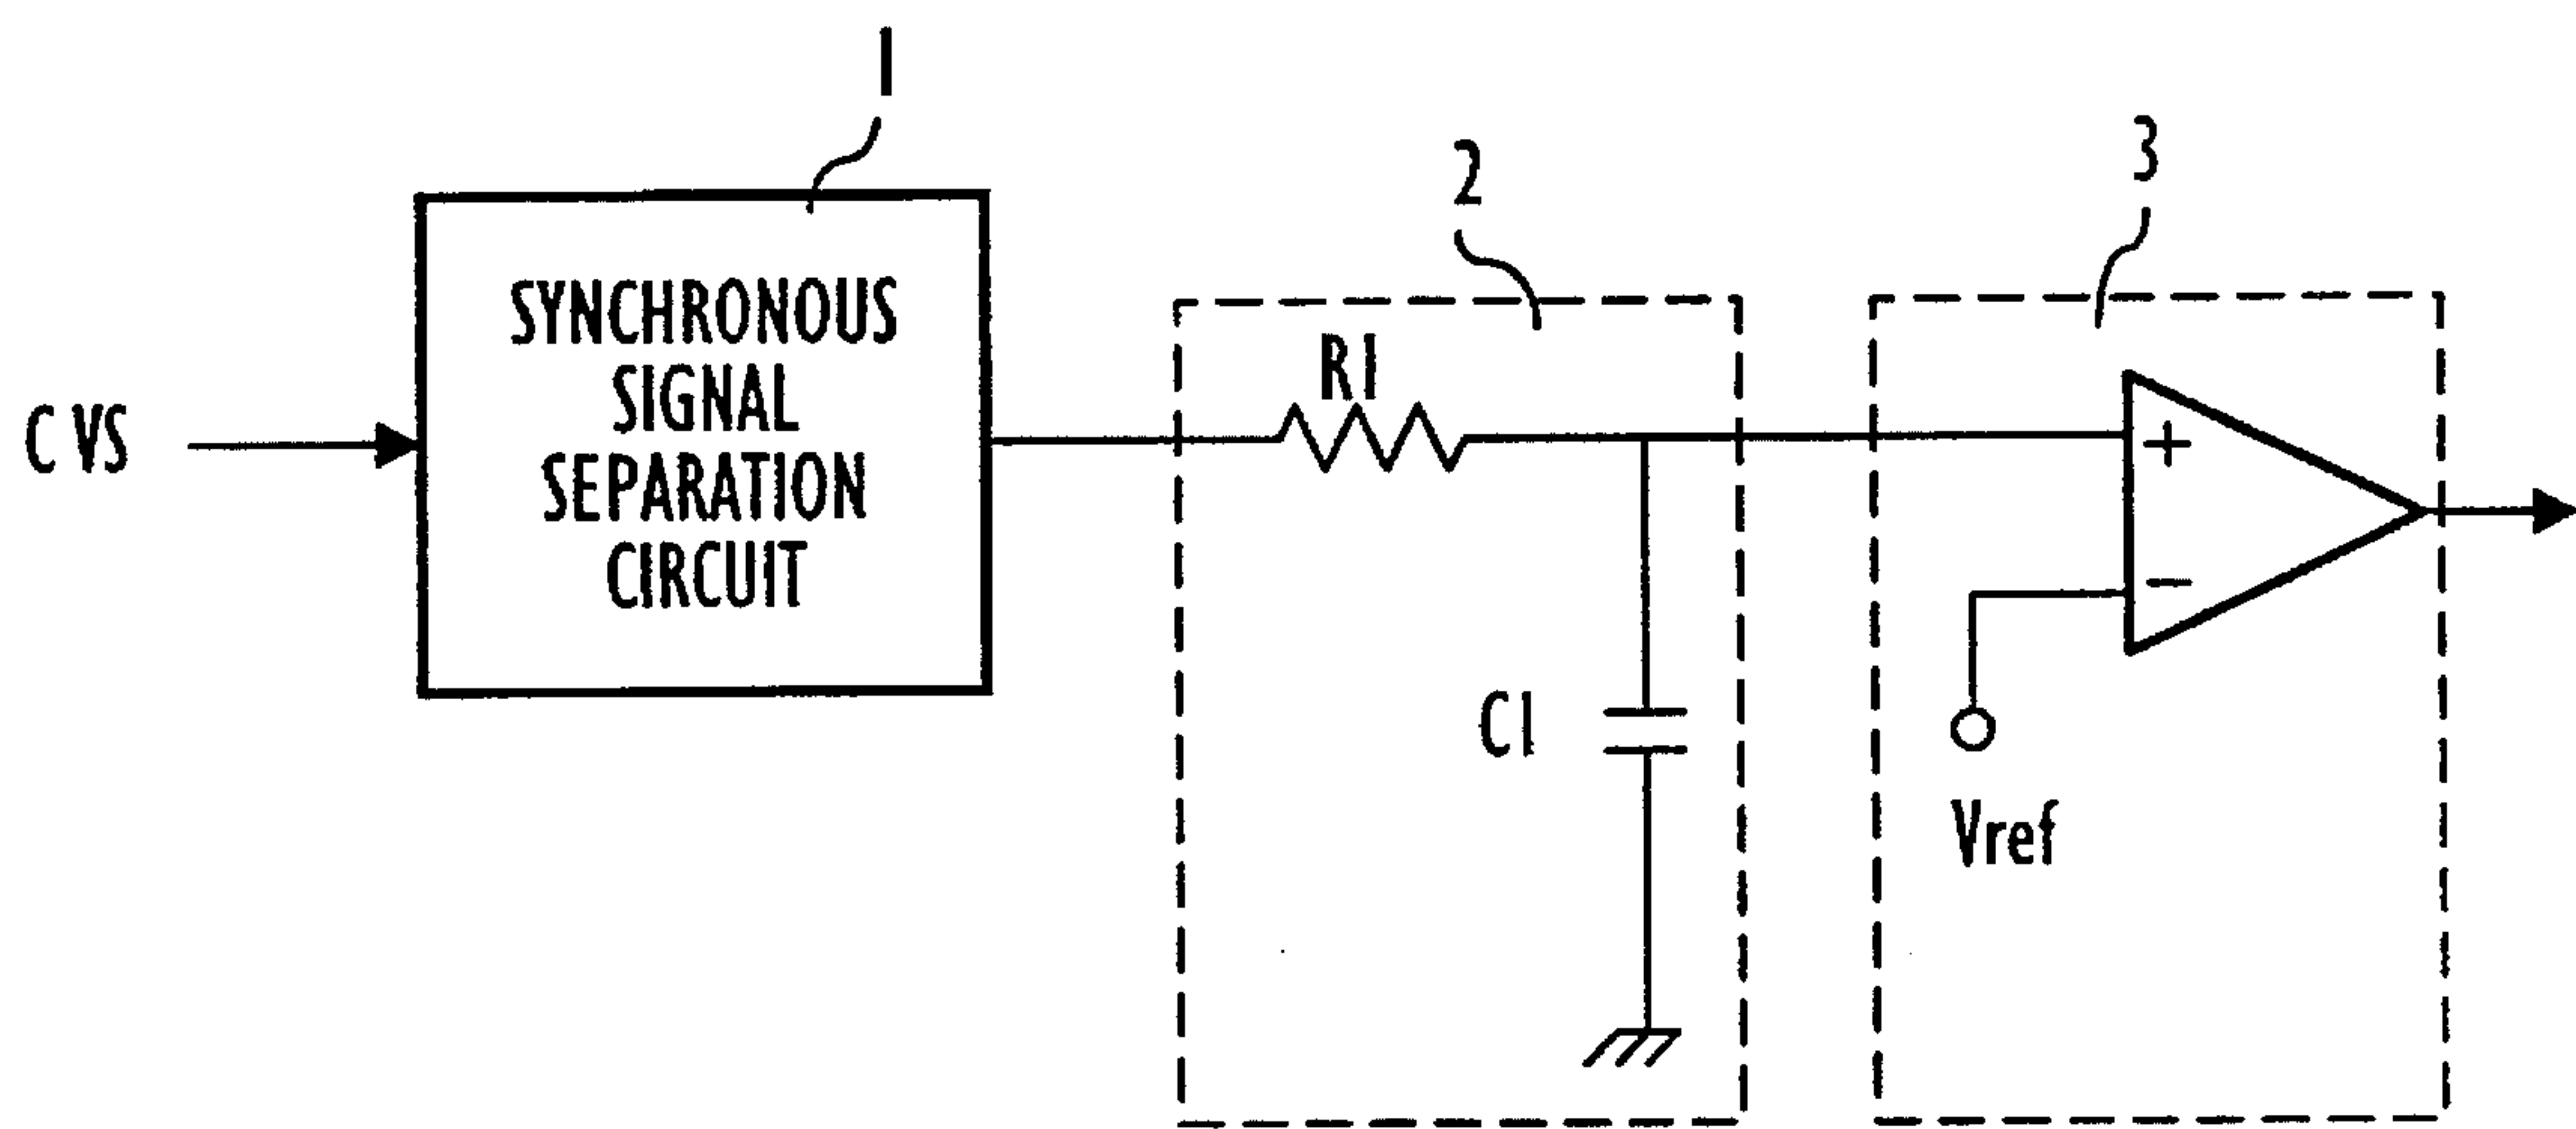 1
2
3
C VS
SYNCHRONOUS
SIGNAL
SEPARATION
CIRCUIT
R1
+
−
C1
Vref